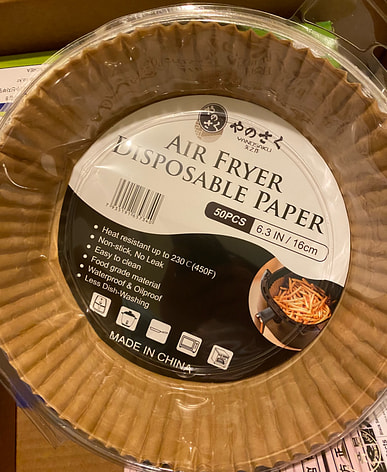 やのさく
YANOSAKU
AIR FRYER
DISPOSABLE PAPER
50PCS 6.3 IN / 16cm
• Heat resistant up to 230℃(450F)
• Non-stick, No Leak
• Easy to clean
• Food grade material
• Waterproof & Oilproof
• Less Dish-Washing
MADE IN CHINA